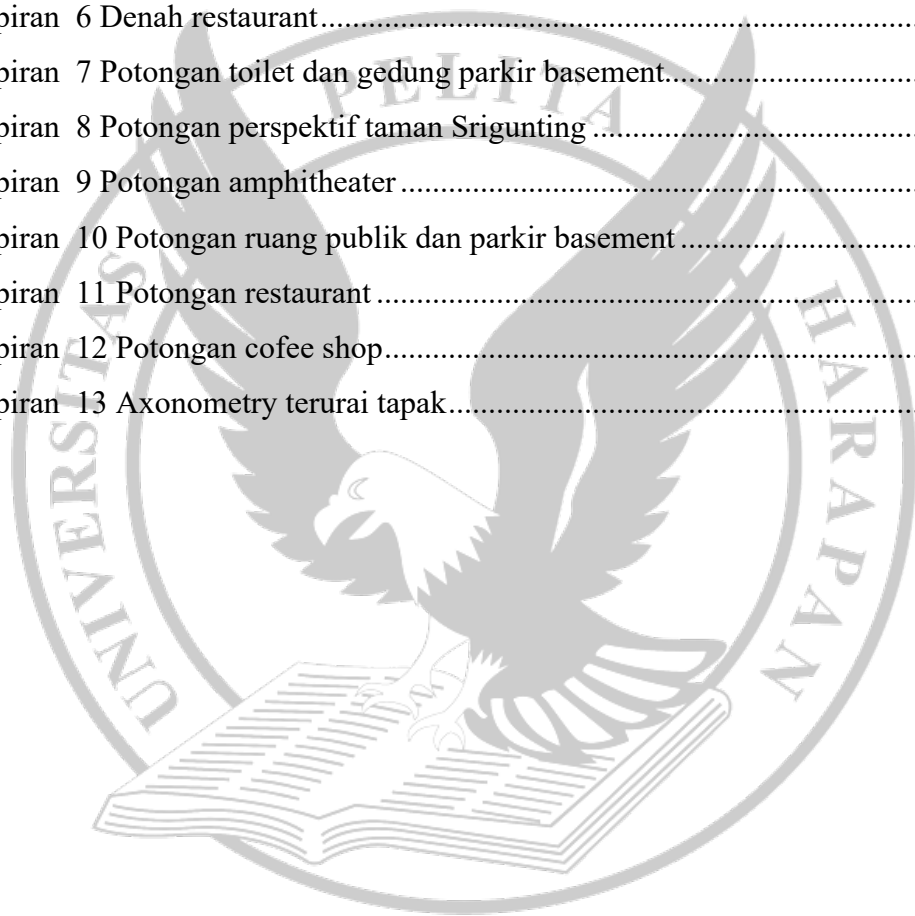 piran 6 Denah restaurant
piran 7 Potongan toilet dan gedung parkir basement
piran 8 Potongan perspektif taman Srigunting
piran 9 Potongan amphitheater
piran 10 Potongan ruang publik dan parkir basement
piran 11 Potongan restaurant
piran 12 Potongan cofee shop
piran 13 Axonometry terurai tapak
UNIVERSITAS PELITA HARAPAN